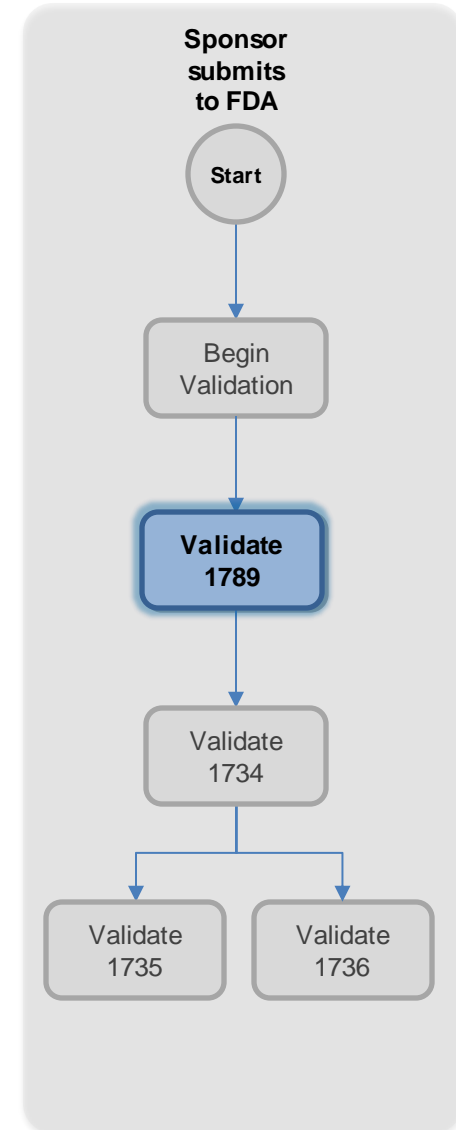 Sponsor
submits
to FDA
Start
Begin
Validation
Validate
1789
Validate
1734
Validate
1735
Validate
1736